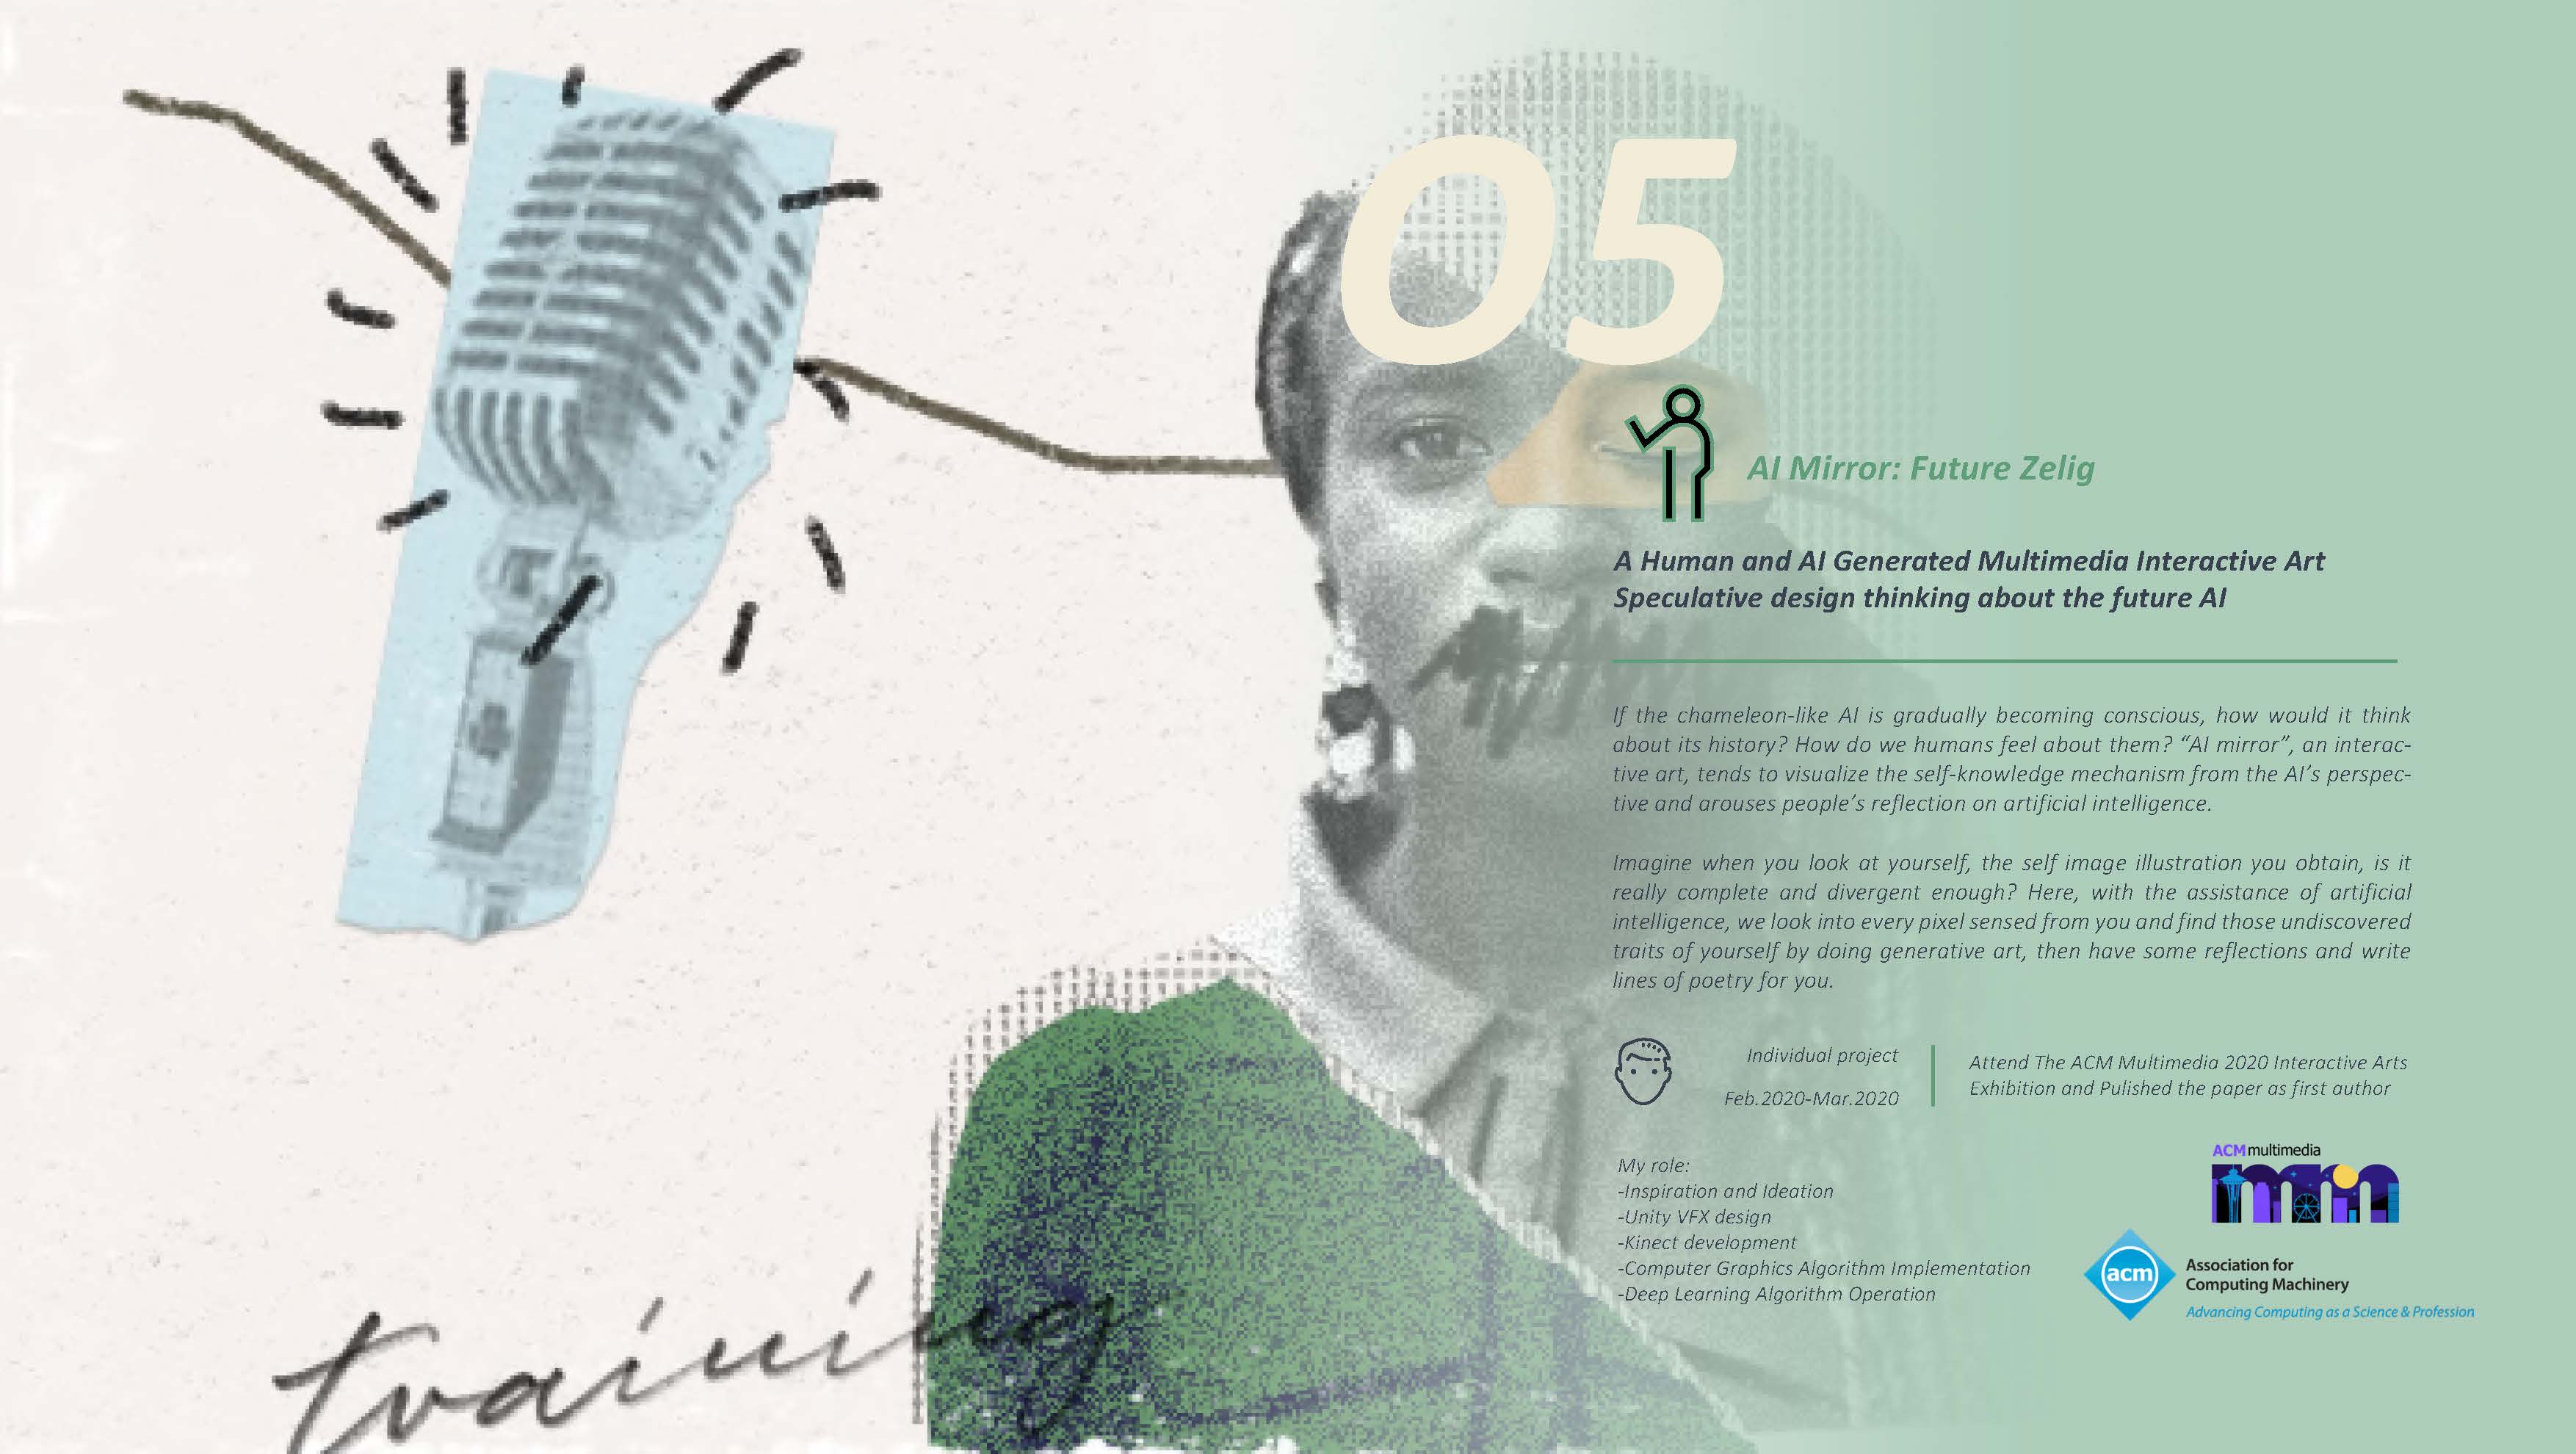 05
AI Mirror: Future Zelig
A Human and AI Generated Multimedia Interactive Art
Speculative design thinking about the future AI
If the chameleon-like AI is gradually becoming conscious, how would it think
about its history? How do we humans feel about them? “AI mirror”, an interac-
tive art, tends to visualize the self-knowledge mechanism from the AI’s perspec-
tive and arouses people’s reflection on artificial intelligence.
Imagine when you look at yourself, the self image illustration you obtain, is it
really complete and divergent enough? Here, with the assistance of artificial
intelligence, we look into every pixel sensed from you and find those undiscovered
traits of yourself by doing generative art, then have some reflections and write
lines of poetry for you.
Individual project
Feb.2020-Mar.2020
Attend The ACM Multimedia 2020 Interactive Arts
Exhibition and Pulished the paper as first author
My role:
-Inspiration and Ideation
-Unity VFX design
-Kinect development
-Computer Graphics Algorithm Implementation
-Deep Learning Algorithm Operation
ACM multimedia
mm
acm
Association for
Computing Machinery
Advancing Computing as a Science & Profession
training